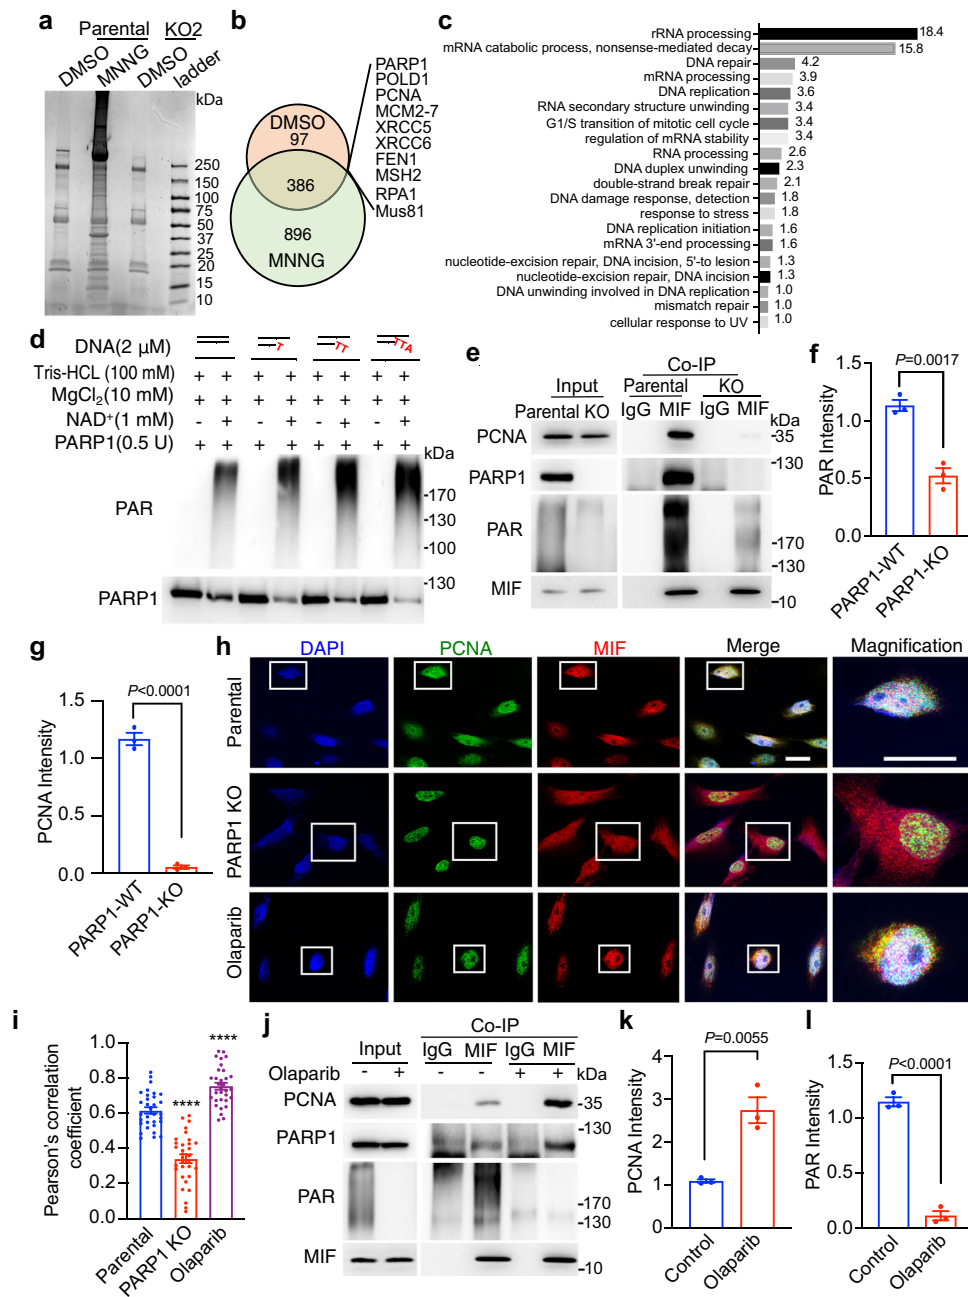 a
Parental KO2
DMSO MNNG DMSO ladder
kDa
250
150
100
75
50
37
25
20
15
10
b
DMSO
97
386
896
MNNG
PARP1
POLD1
PCNA
MCM2-7
XRCC5
XRCC6
FEN1
MSH2
RPA1
Mus81
c
rRNA processing 18.4
mRNA catabolic process, nonsense-mediated decay 15.8
DNA repair 4.2
mRNA processing 3.9
DNA replication 3.6
RNA secondary structure unwinding 3.4
G1/S transition of mitotic cell cycle 3.4
regulation of mRNA stability 3.4
RNA processing 2.6
DNA duplex unwinding 2.3
double-strand break repair 2.1
DNA damage response, detection 1.8
response to stress 1.8
DNA replication initiation 1.6
mRNA 3'-end processing 1.6
nucleotide-excision repair, DNA incision, 5'-to lesion 1.3
nucleotide-excision repair, DNA incision 1.3
DNA unwinding involved in DNA replication 1.0
mismatch repair 1.0
cellular response to UV 1.0
d
DNA(2 μM) T TT TTA
Tris-HCL (100 mM) + + + + + + + +
MgCl2(10 mM) + + + + + + + +
NAD+(1 mM) - + - + - + - +
PARP1(0.5 U) + + + + + + + +
kDa
PAR
-170
-130
-100
PARP1
-130
e
Co-IP
Input Parental KO
Parental KO IgG MIF IgG MIF
kDa
PCNA -35
-130
PARP1
PAR
-170
-130
MIF
-10
f
P=0.0017
PAR Intensity
1.5
1.0
0.5
0.0
PARP1-WT
PARP1-KO
g
P<0.0001
PCNA Intensity
1.5
1.0
0.5
0.0
PARP1-WT
PARP1-KO
h
DAPI PCNA MIF Merge Magnification
Parental
PARP1 KO
Olaparib
i
Pearson's correlation
coefficient
1.0
0.8
0.6
0.4
0.2
0.0
****
****
Parental
PARP1 KO
Olaparib
j
Co-IP
Input IgG MIF IgG MIF
Olaparib - + - - + + kDa
PCNA -35
-130
PARP1
PAR
-170
-130
MIF
-10
k
P=0.0055
PCNA Intensity
4
3
2
1
0
Control
Olaparib
l
P<0.0001
PAR Intensity
1.5
1.0
0.5
0.0
Control
Olaparib